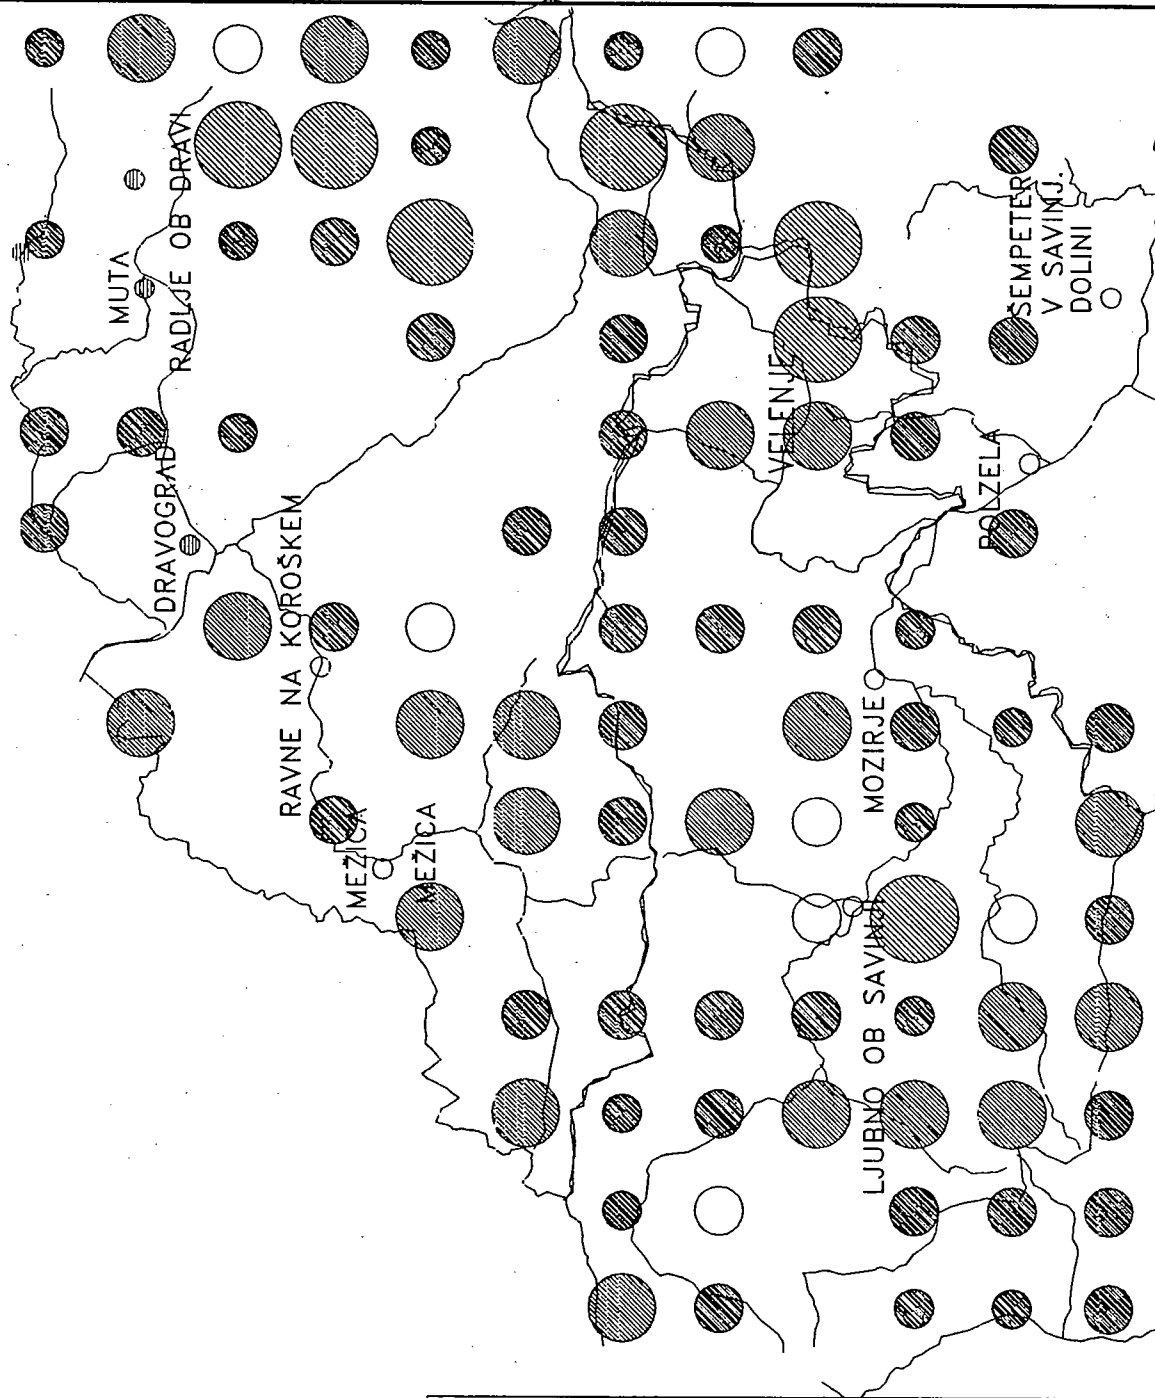 MUTA
RADLJE OB DRAVI
DRAVOGRAD
RAVNE NA KOROŠKEM
MEŽICA
MEŽICA
VELENJE
ŠEMPETER
V SAVINJ.
DOLINI
POLZELA
MOZIRJE
LJUBNO OB SAVINJI